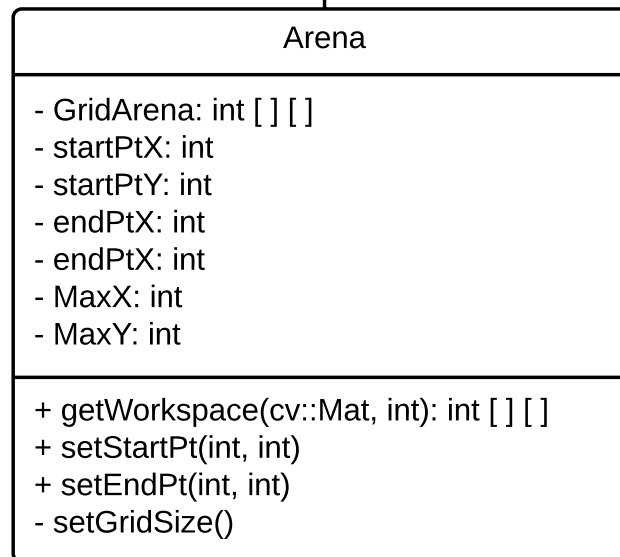 Arena
- GridArena: int [ ] [ ]
- startPtX: int
- startPtY: int
- endPtX: int
- endPtX: int
- MaxX: int
- MaxY: int
+ getWorkspace(cv::Mat, int): int [ ] [ ]
+ setStartPt(int, int)
+ setEndPt(int, int)
- setGridSize()